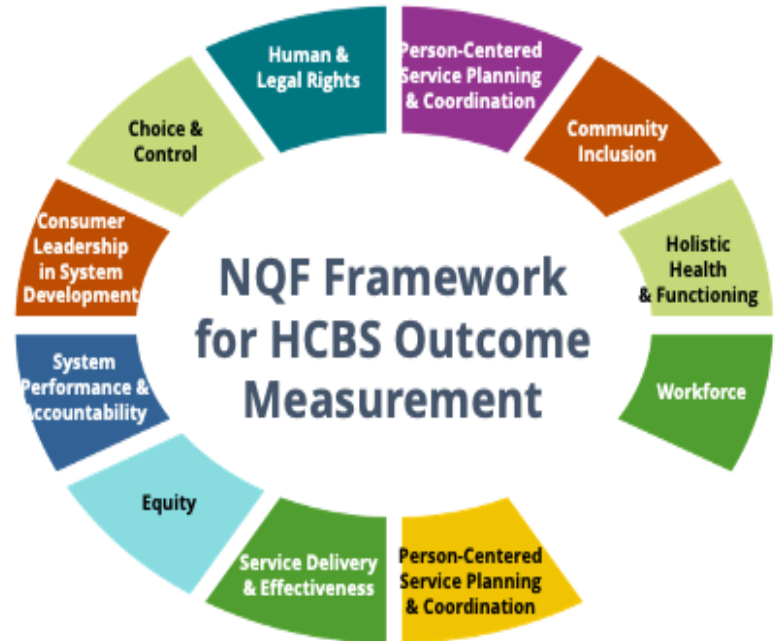 Human &
Legal Rights
Person-Centered
Service Planning
& Coordination
Community
Inclusion
Holistic
Health
& Functioning
Workforce
Person-Centered
Service Planning
& Coordination
Service Delivery
& Effectiveness
Equity
System
Performance &
Accountability
Consumer
Leadership
in System
Development
Choice &
Control
NQF Framework
for HCBS Outcome
Measurement